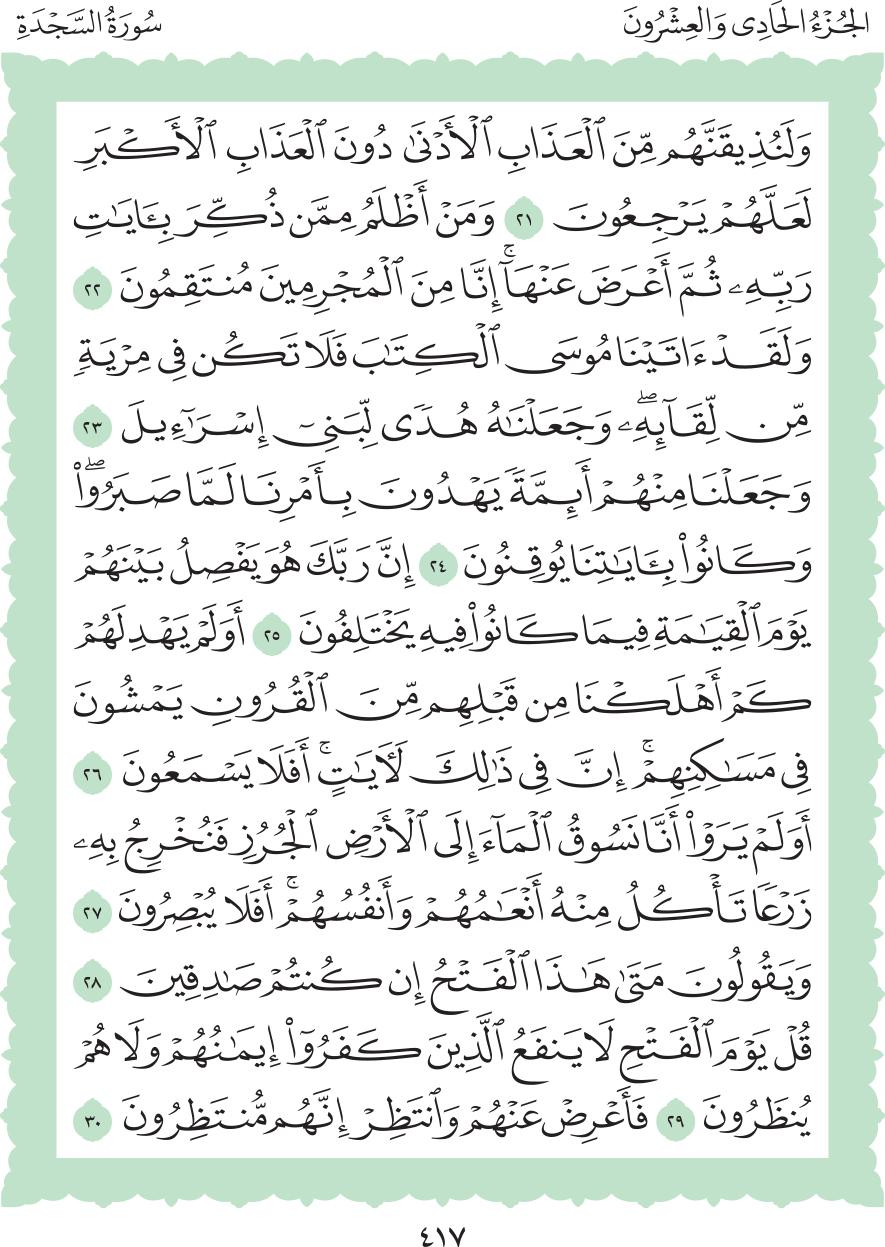 الجُزْءُ الحَادِي وَالعِشْرُونَ
سُورَةُ السَّجْدَةِ
وَلَنُذِيقَنَّهُم مِّنَ ٱلْعَذَابِ ٱلْأَدْنَىٰ دُونَ ٱلْعَذَابِ ٱلْأَكْبَرِ
لَعَلَّهُمْ يَرْجِعُونَ ٢١ وَمَنْ أَظْلَمُ مِمَّن ذُكِّرَ بِـَٔايَٰتِ
رَبِّهِۦ ثُمَّ أَعْرَضَ عَنْهَآۚ إِنَّا مِنَ ٱلْمُجْرِمِينَ مُنتَقِمُونَ ٢٢
وَلَقَدْ ءَاتَيْنَا مُوسَى ٱلْكِتَٰبَ فَلَا تَكُن فِى مِرْيَةٍ
مِّن لِّقَآئِهِۦۖ وَجَعَلْنَٰهُ هُدًى لِّبَنِىٓ إِسْرَٰٓءِيلَ ٢٣
وَجَعَلْنَا مِنْهُمْ أَئِمَّةً يَهْدُونَ بِأَمْرِنَا لَمَّا صَبَرُوا۟ۖ
وَكَانُوا۟ بِـَٔايَٰتِنَا يُوقِنُونَ ٢٤ إِنَّ رَبَّكَ هُوَ يَفْصِلُ بَيْنَهُمْ
يَوْمَ ٱلْقِيَٰمَةِ فِيمَا كَانُوا۟ فِيهِ يَخْتَلِفُونَ ٢٥ أَوَلَمْ يَهْدِ لَهُمْ
كَمْ أَهْلَكْنَا مِن قَبْلِهِم مِّنَ ٱلْقُرُونِ يَمْشُونَ
فِى مَسَٰكِنِهِمْۚ إِنَّ فِى ذَٰلِكَ لَـَٔايَٰتٍۚ أَفَلَا يَسْمَعُونَ ٢٦
أَوَلَمْ يَرَوْا۟ أَنَّا نَسُوقُ ٱلْمَآءَ إِلَى ٱلْأَرْضِ ٱلْجُرُزِ فَنُخْرِجُ بِهِۦ
زَرْعًا تَأْكُلُ مِنْهُ أَنْعَٰمُهُمْ وَأَنفُسُهُمْۚ أَفَلَا يُبْصِرُونَ ٢٧
وَيَقُولُونَ مَتَىٰ هَٰذَا ٱلْفَتْحُ إِن كُنتُمْ صَٰدِقِينَ ٢٨
قُلْ يَوْمَ ٱلْفَتْحِ لَا يَنفَعُ ٱلَّذِينَ كَفَرُوٓا۟ إِيمَٰنُهُمْ وَلَا هُمْ
يُنظَرُونَ ٢٩ فَأَعْرِضْ عَنْهُمْ وَٱنتَظِرْ إِنَّهُم مُّنتَظِرُونَ ٣٠
٤١٧